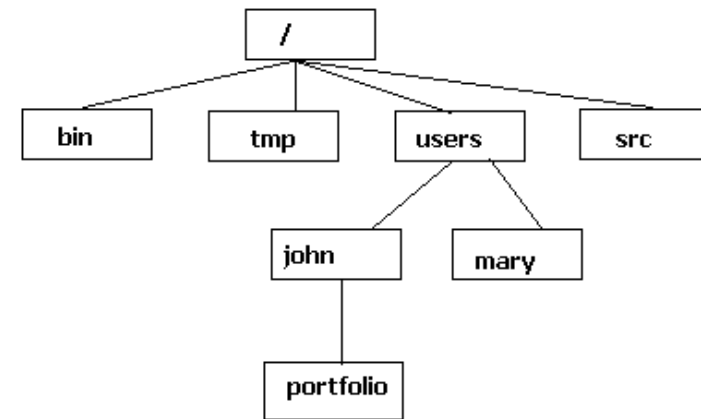 /
bin
tmp
users
src
john
mary
portfolio